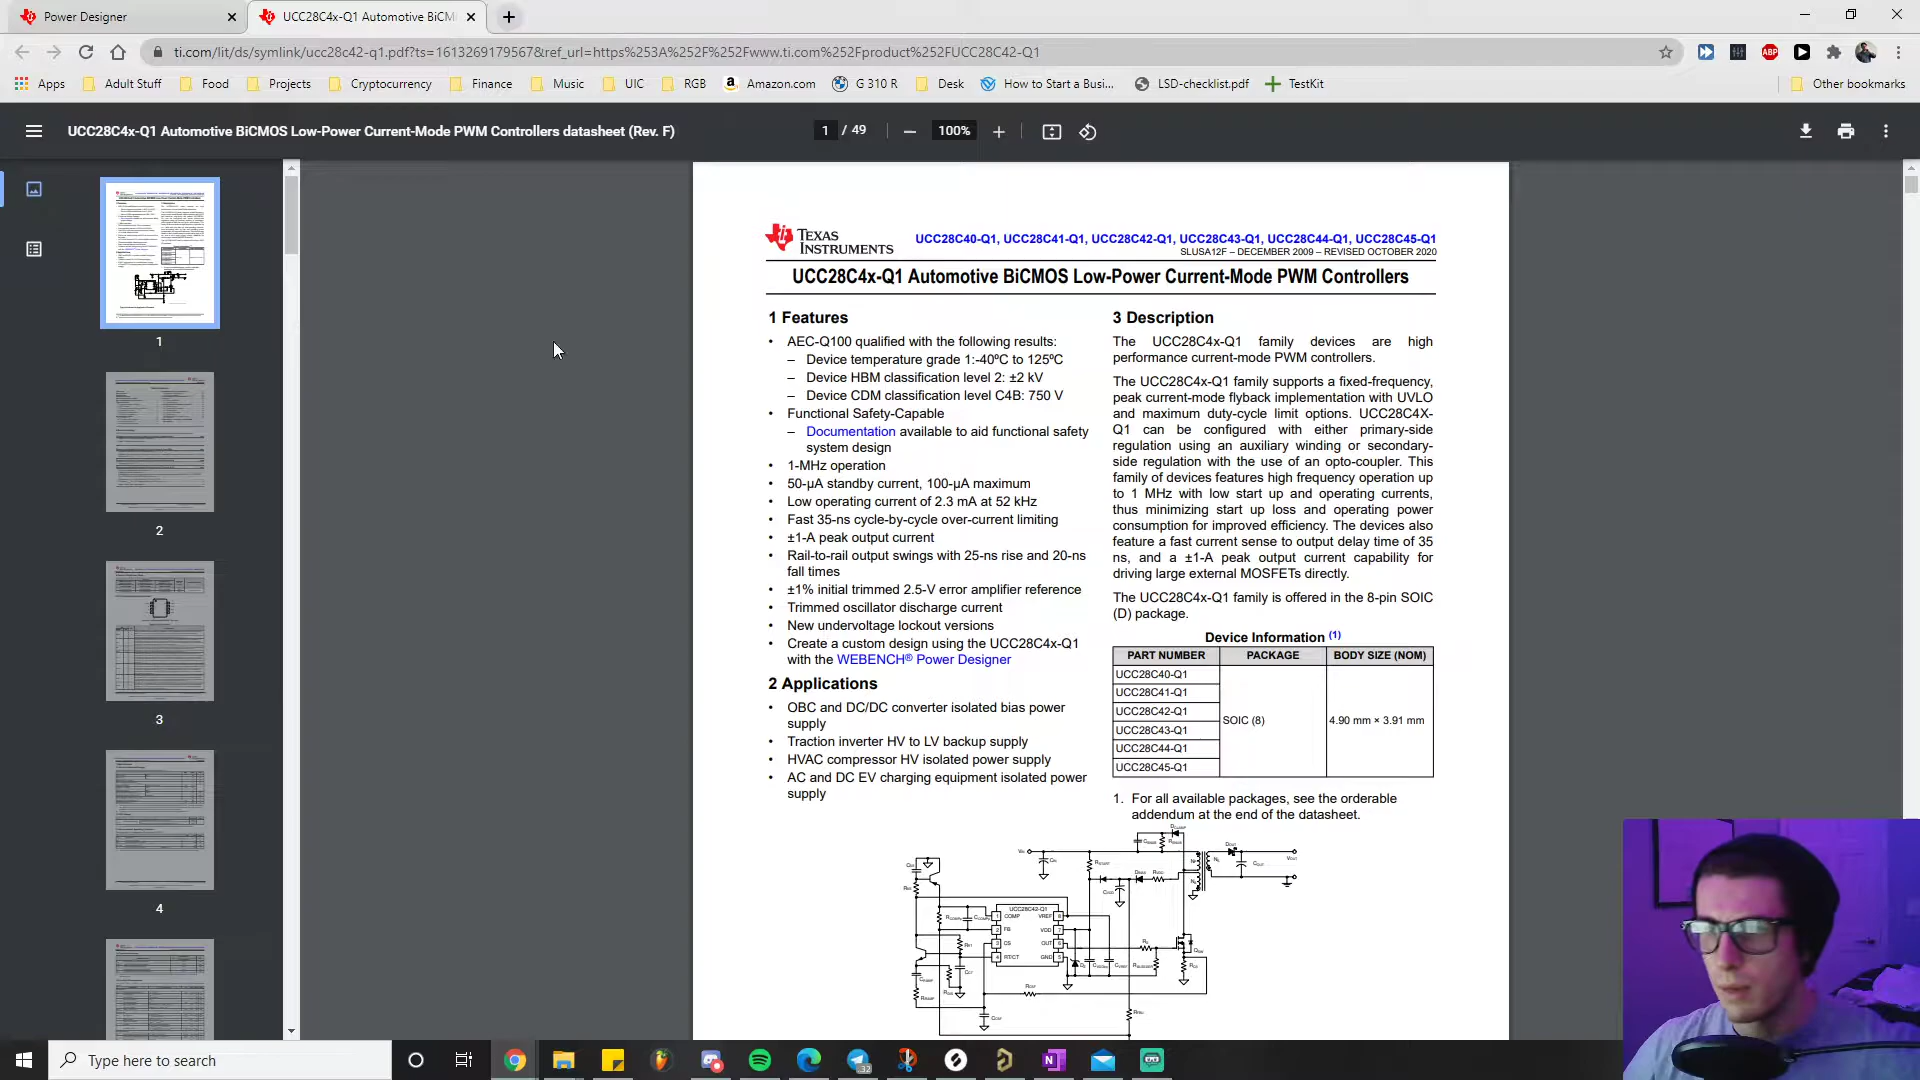 Power Designer
UCC28C4x-Q1 Automotive BiCM
ti.com/lit/ds/symlink/ucc28c42-q1.pdf?ts=1613269179567&ref_url=https%253A%252F%252Fwww.ti.com%252Fproduct%252FUCC28C42-Q1
ABP
Apps Adult Stuff Food Projects Cryptocurrency Finance Music UIC RGB Amazon.com G 310 R Desk How to Start a Busi... LSD-checklist.pdf TestKit Other bookmarks
UCC28C4x-Q1 Automotive BiCMOS Low-Power Current-Mode PWM Controllers datasheet (Rev. F)
1 / 49
100%
1
2
3
4
TEXAS INSTRUMENTS
UCC28C40-Q1, UCC28C41-Q1, UCC28C42-Q1, UCC28C43-Q1, UCC28C44-Q1, UCC28C45-Q1
SLUSA12F – DECEMBER 2009 – REVISED OCTOBER 2020
UCC28C4x-Q1 Automotive BiCMOS Low-Power Current-Mode PWM Controllers
1 Features
• AEC-Q100 qualified with the following results:
– Device temperature grade 1:-40ºC to 125ºC
– Device HBM classification level 2: ±2 kV
– Device CDM classification level C4B: 750 V
• Functional Safety-Capable
– Documentation available to aid functional safety
system design
• 1-MHz operation
• 50-µA standby current, 100-µA maximum
• Low operating current of 2.3 mA at 52 kHz
• Fast 35-ns cycle-by-cycle over-current limiting
• ±1-A peak output current
• Rail-to-rail output swings with 25-ns rise and 20-ns
fall times
• ±1% initial trimmed 2.5-V error amplifier reference
• Trimmed oscillator discharge current
• New undervoltage lockout versions
• Create a custom design using the UCC28C4x-Q1
with the WEBENCH® Power Designer
2 Applications
• OBC and DC/DC converter isolated bias power
supply
• Traction inverter HV to LV backup supply
• HVAC compressor HV isolated power supply
• AC and DC EV charging equipment isolated power
supply
3 Description
The UCC28C4x-Q1 family devices are high
performance current-mode PWM controllers.
The UCC28C4x-Q1 family supports a fixed-frequency,
peak current-mode flyback implementation with UVLO
and maximum duty-cycle limit options. UCC28C4X-
Q1 can be configured with either primary-side
regulation using an auxiliary winding or secondary-
side regulation with the use of an opto-coupler. This
family of devices features high frequency operation up
to 1 MHz with low start up and operating currents,
thus minimizing start up loss and operating power
consumption for improved efficiency. The devices also
feature a fast current sense to output delay time of 35
ns, and a ±1-A peak output current capability for
driving large external MOSFETs directly.
The UCC28C4x-Q1 family is offered in the 8-pin SOIC
(D) package.
Device Information (1)
PART NUMBER PACKAGE BODY SIZE (NOM)
UCC28C40-Q1
UCC28C41-Q1
UCC28C42-Q1
SOIC (8) 4.90 mm × 3.91 mm
UCC28C43-Q1
UCC28C44-Q1
UCC28C45-Q1
1. For all available packages, see the orderable
addendum at the end of the datasheet.
UCC28C42-Q1
1 COMP VREF 8
2 FB VDD 7
3 CS OUT 6
4 RT/CT GND 5
Type here to search